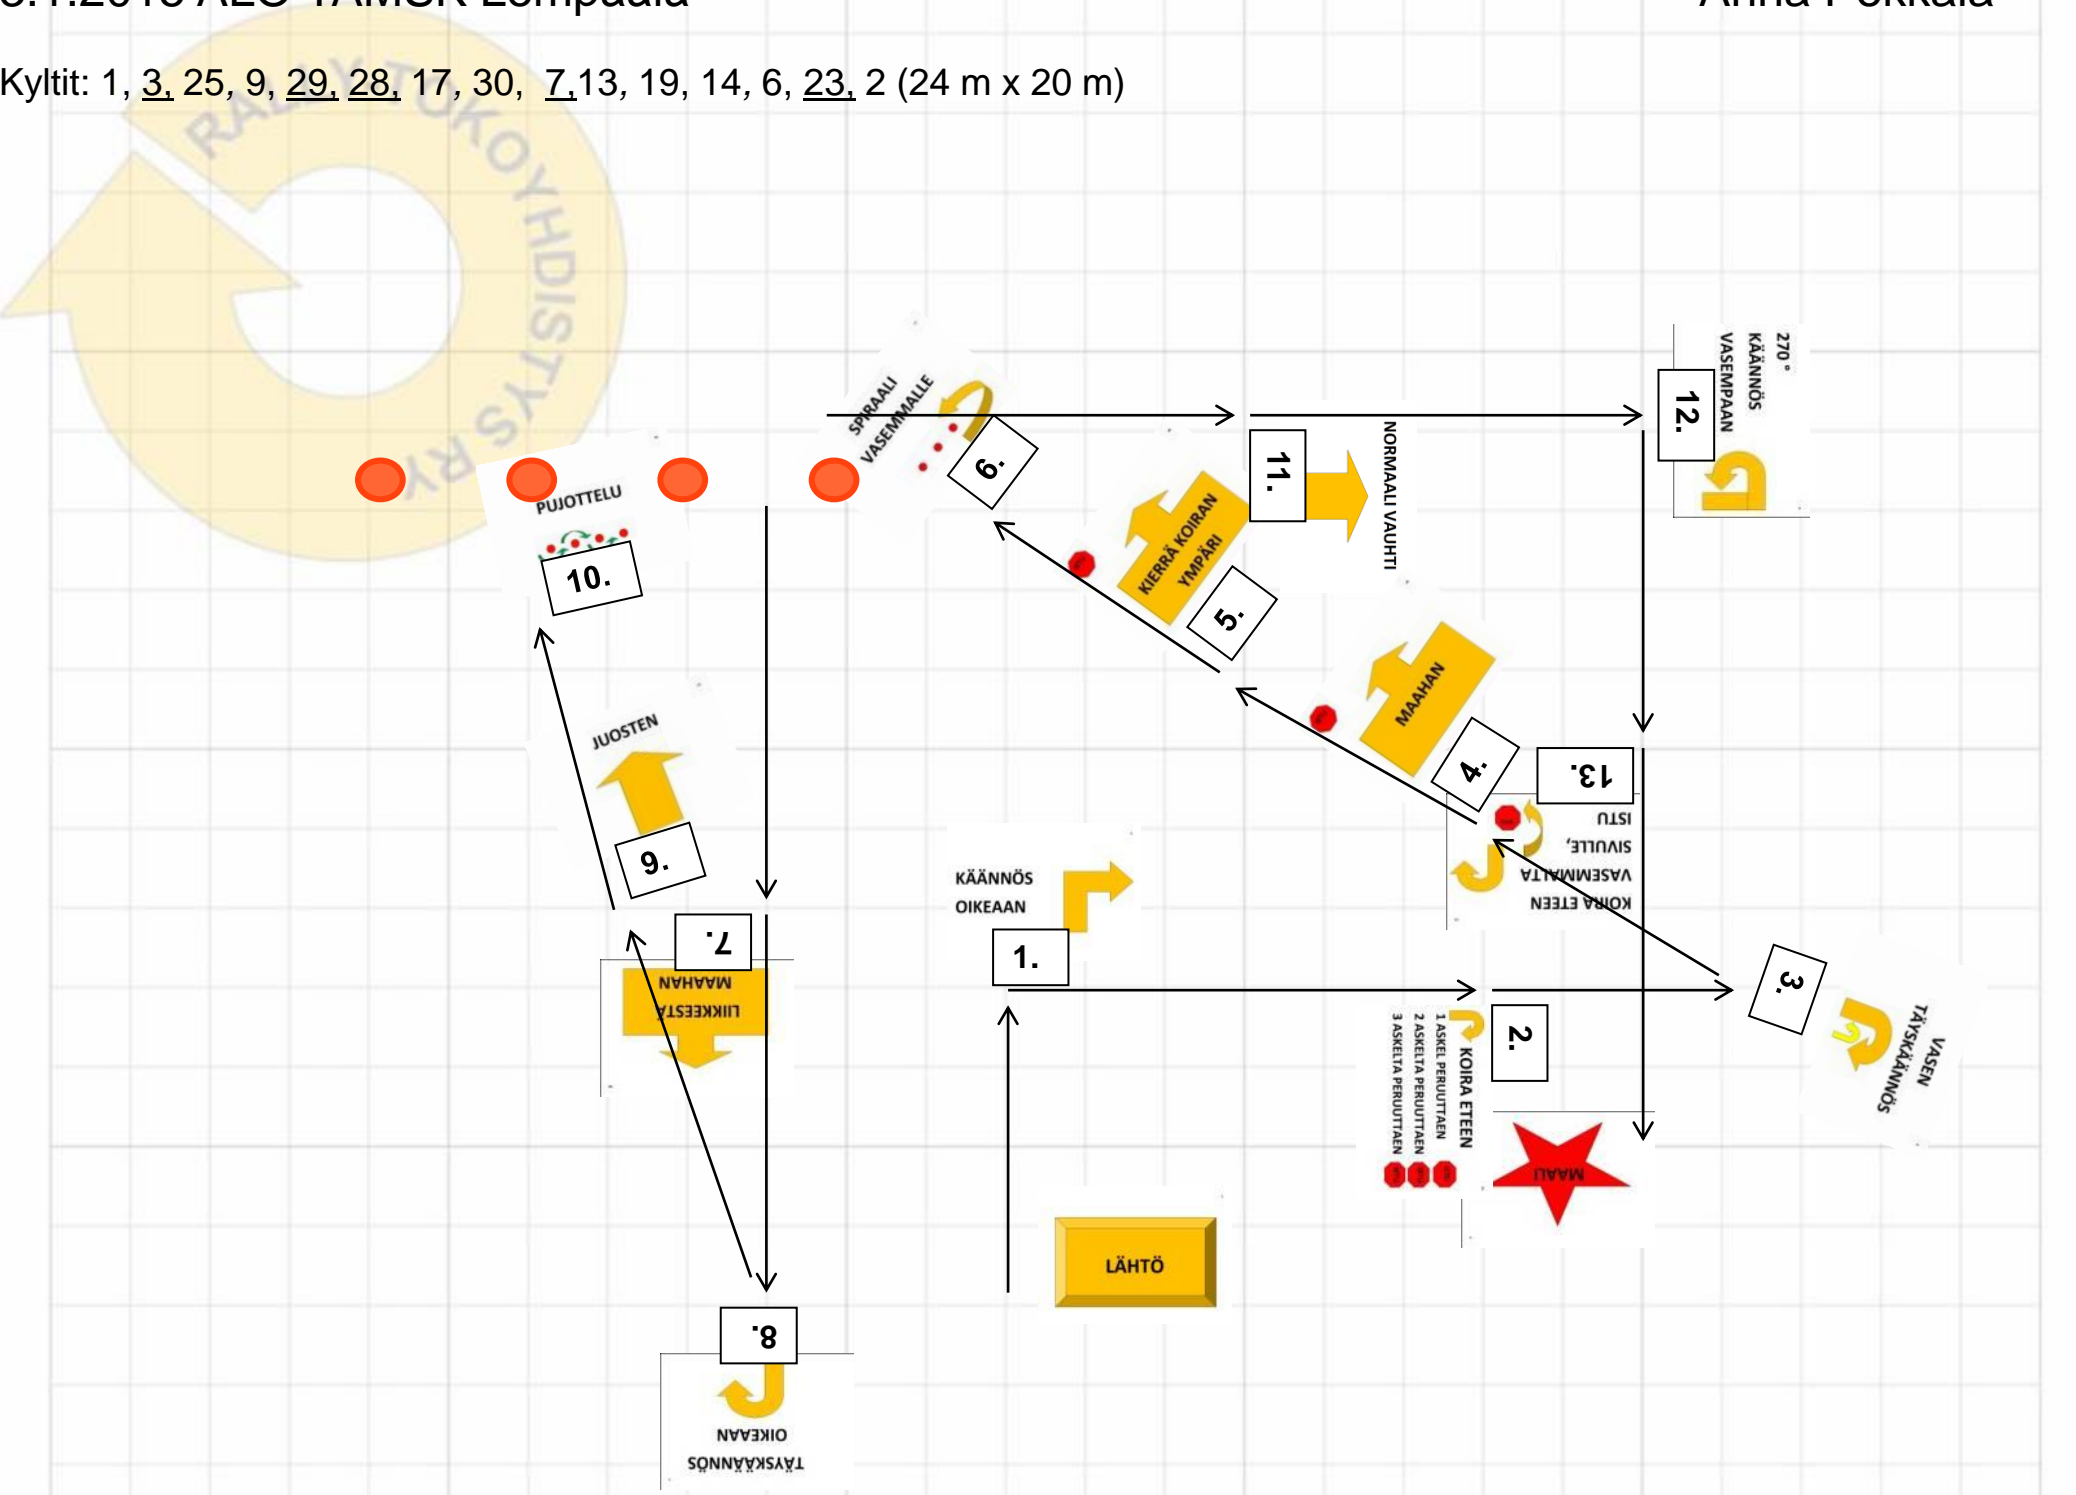 Kyltit: 1, 3, 25, 9, 29, 28, 17, 30, 7,13, 19, 14, 6, 23, 2 (24 m x 20 m)
RALLY-TOKOYHDISTYS RY
270°
KÄÄNNÖS
VASEMPAAN
12.
SPIRAALI
VASEMMALLE
6.
11.
NORMAALI VAUHTI
PUJOTTELU
10.
KIERRÄ KOIRAN
YMPÄRI
5.
MAAHAN
4.
JUOSTEN
9.
13.
KOIRA ETEEN
VASEMMALTA
SIVULLE,
ISTU
KÄÄNNÖS
OIKEAAN
1.
7.
LIIKKEESTÄ
MAAHAN
3.
VASEN
TÄYSKÄÄNNÖS
2.
KOIRA ETEEN
1 ASKEL PERUUTTAEN
2 ASKELTA PERUUTTAEN
3 ASKELTA PERUUTTAEN
MAALI
LÄHTÖ
8.
TÄYSKÄÄNNÖS
OIKEAAN